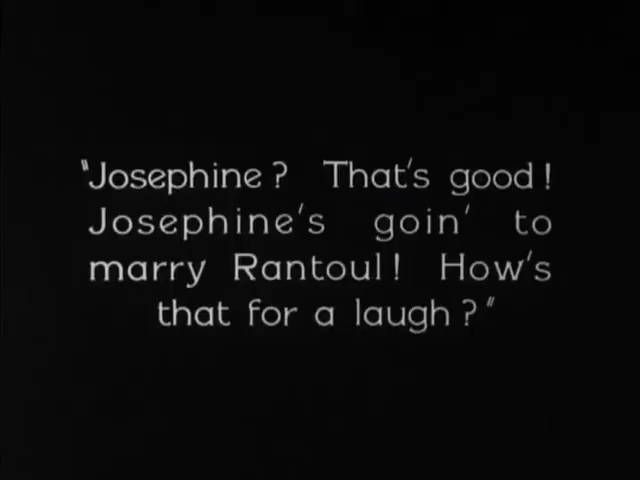 "Josephine? That's good!
Josephine's goin' to
marry Rantoul! How's
that for a laugh?"